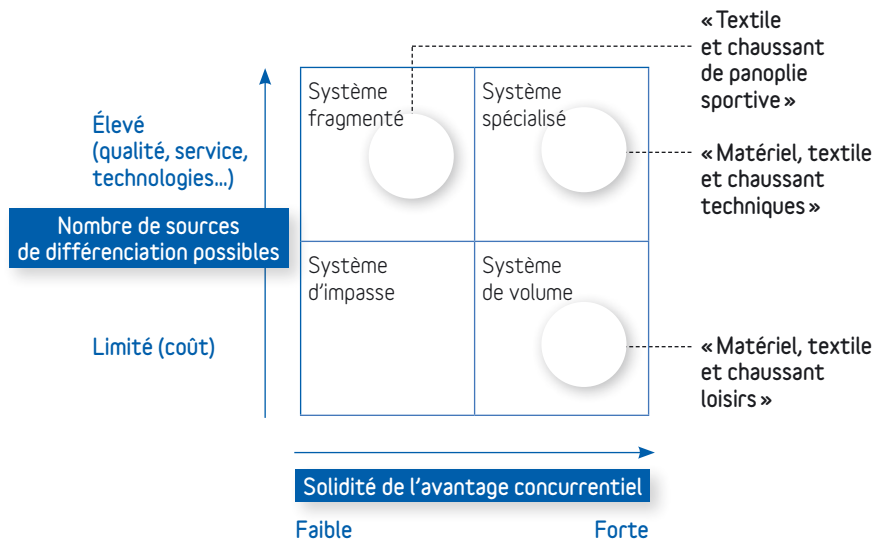 « Textile
et chaussant
de panoplie
sportive »
Système
fragmenté
Système
spécialisé
Élevé
(qualité, service,
technologies...)
« Matériel, textile
et chaussant
techniques »
Nombre de sources
de différenciation possibles
Système
d’impasse
Système
de volume
Limité (coût)
« Matériel, textile
et chaussant
loisirs »
Solidité de l’avantage concurrentiel
Faible
Forte